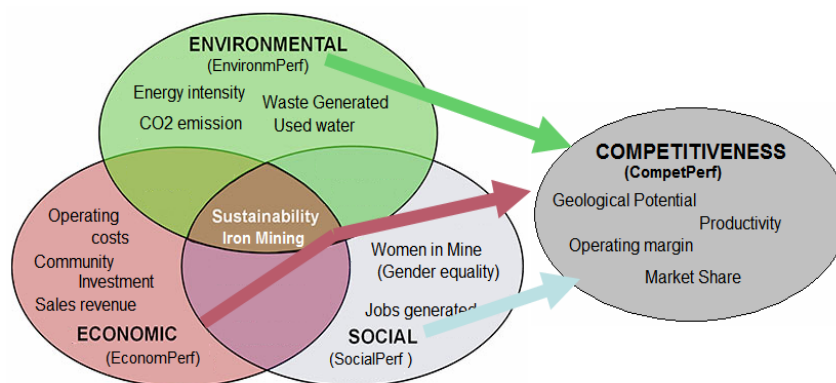 ENVIRONMENTAL
(EnvironmPerf)
Energy intensity
Waste Generated
CO2 emission
Used water
Sustainability
Iron Mining
Operating
costs
Community
Investment
Sales revenue
ECONOMIC
(EconomPerf)
Women in Mine
(Gender equality)
Jobs generated
SOCIAL
(SocialPerf )
COMPETITIVENESS
(CompetPerf)
Geological Potential
Productivity
Operating margin
Market Share